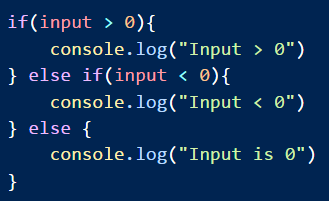 if(input > 0){
    console.log("Input > 0")
} else if(input < 0){
    console.log("Input < 0")
} else {
    console.log("Input is 0")
}